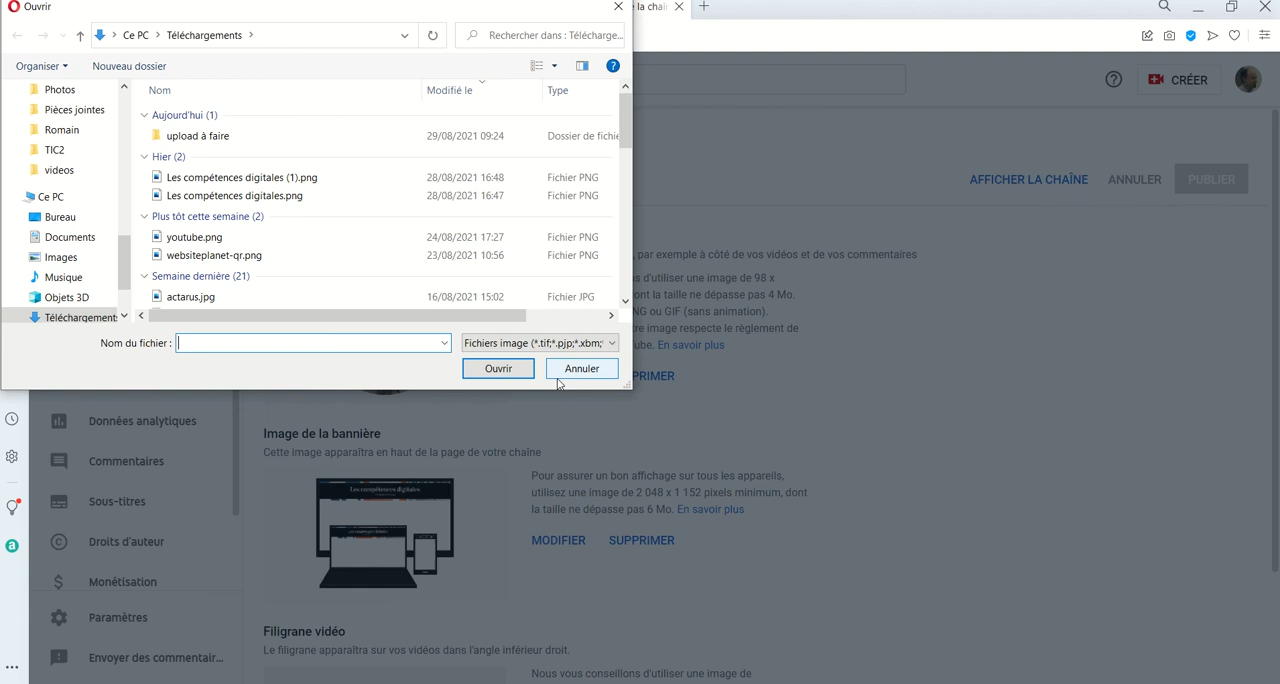 Ouvrir
la chaî
Ce PC
Téléchargements
Rechercher dans : Télécharge...
Organiser
Nouveau dossier
Nom
Modifié le
Type
Photos
Pièces jointes
Romain
TIC2
videos
Ce PC
Bureau
Documents
Images
Musique
Objets 3D
Téléchargement
Aujourd'hui (1)
upload à faire 29/08/2021 09:24 Dossier de fichie
Hier (2)
Les compétences digitales (1).png 28/08/2021 16:48 Fichier PNG
Les compétences digitales.png 28/08/2021 16:47 Fichier PNG
Plus tôt cette semaine (2)
youtube.png 24/08/2021 17:27 Fichier PNG
websiteplanet-qr.png 23/08/2021 10:56 Fichier PNG
Semaine dernière (21)
actarus.jpg 16/08/2021 15:02 Fichier JPG
Nom du fichier :
Fichiers image (*.tif;*.pjp;*.xbm;
Ouvrir
Annuler
CRÉER
AFFICHER LA CHAÎNE
ANNULER
PUBLIER
, par exemple à côté de vos vidéos et de vos commentaires
s d'utiliser une image de 98 x
ont la taille ne dépasse pas 4 Mo.
NG ou GIF (sans animation).
tre image respecte le règlement de
ube. En savoir plus
PRIMER
Données analytiques
Commentaires
Sous-titres
Droits d'auteur
Monétisation
Paramètres
Envoyer des commentair...
Image de la bannière
Cette image apparaîtra en haut de la page de votre chaîne
Les compétences digitales
Pour assurer un bon affichage sur tous les appareils,
utilisez une image de 2 048 x 1 152 pixels minimum, dont
la taille ne dépasse pas 6 Mo. En savoir plus
MODIFIER
SUPPRIMER
Filigrane vidéo
Le filigrane apparaîtra sur vos vidéos dans l'angle inférieur droit.
Nous vous conseillons d'utiliser une image de